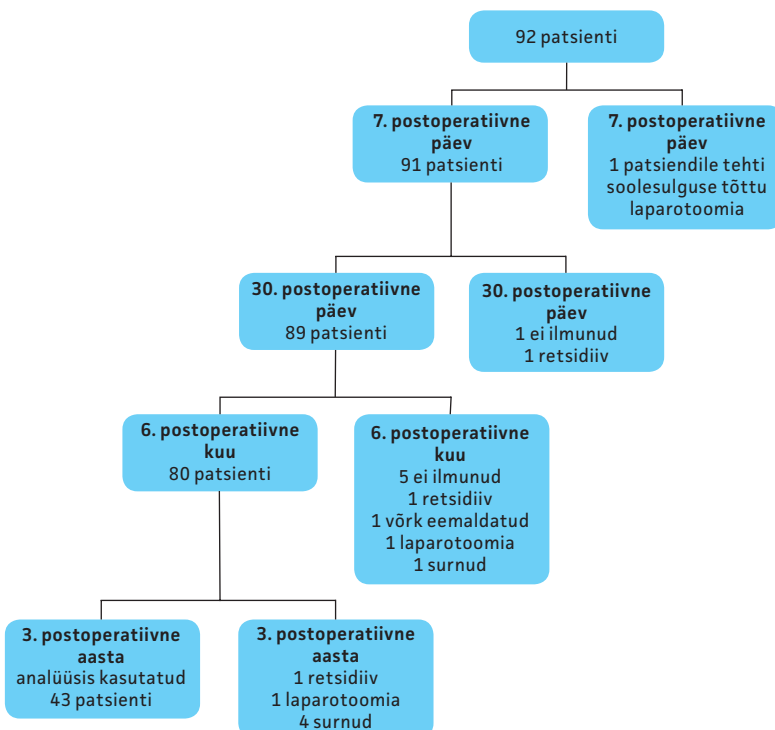 92 patsienti
7. postoperatiivne
päev
91 patsienti
7. postoperatiivne
päev
1 patsiendile tehti
soolesulguse tõttu
laparotoomia
30. postoperatiivne
päev
89 patsienti
30. postoperatiivne
päev
1 ei ilmunud
1 retsidiiv
6. postoperatiivne
kuu
80 patsienti
6. postoperatiivne
kuu
5 ei ilmunud
1 retsidiiv
1 võrk eemaldatud
1 laparotoomia
1 surnud
3. postoperatiivne
aasta
analüüsis kasutatud
43 patsienti
3. postoperatiivne
aasta
1 retsidiiv
1 laparotoomia
4 surnud